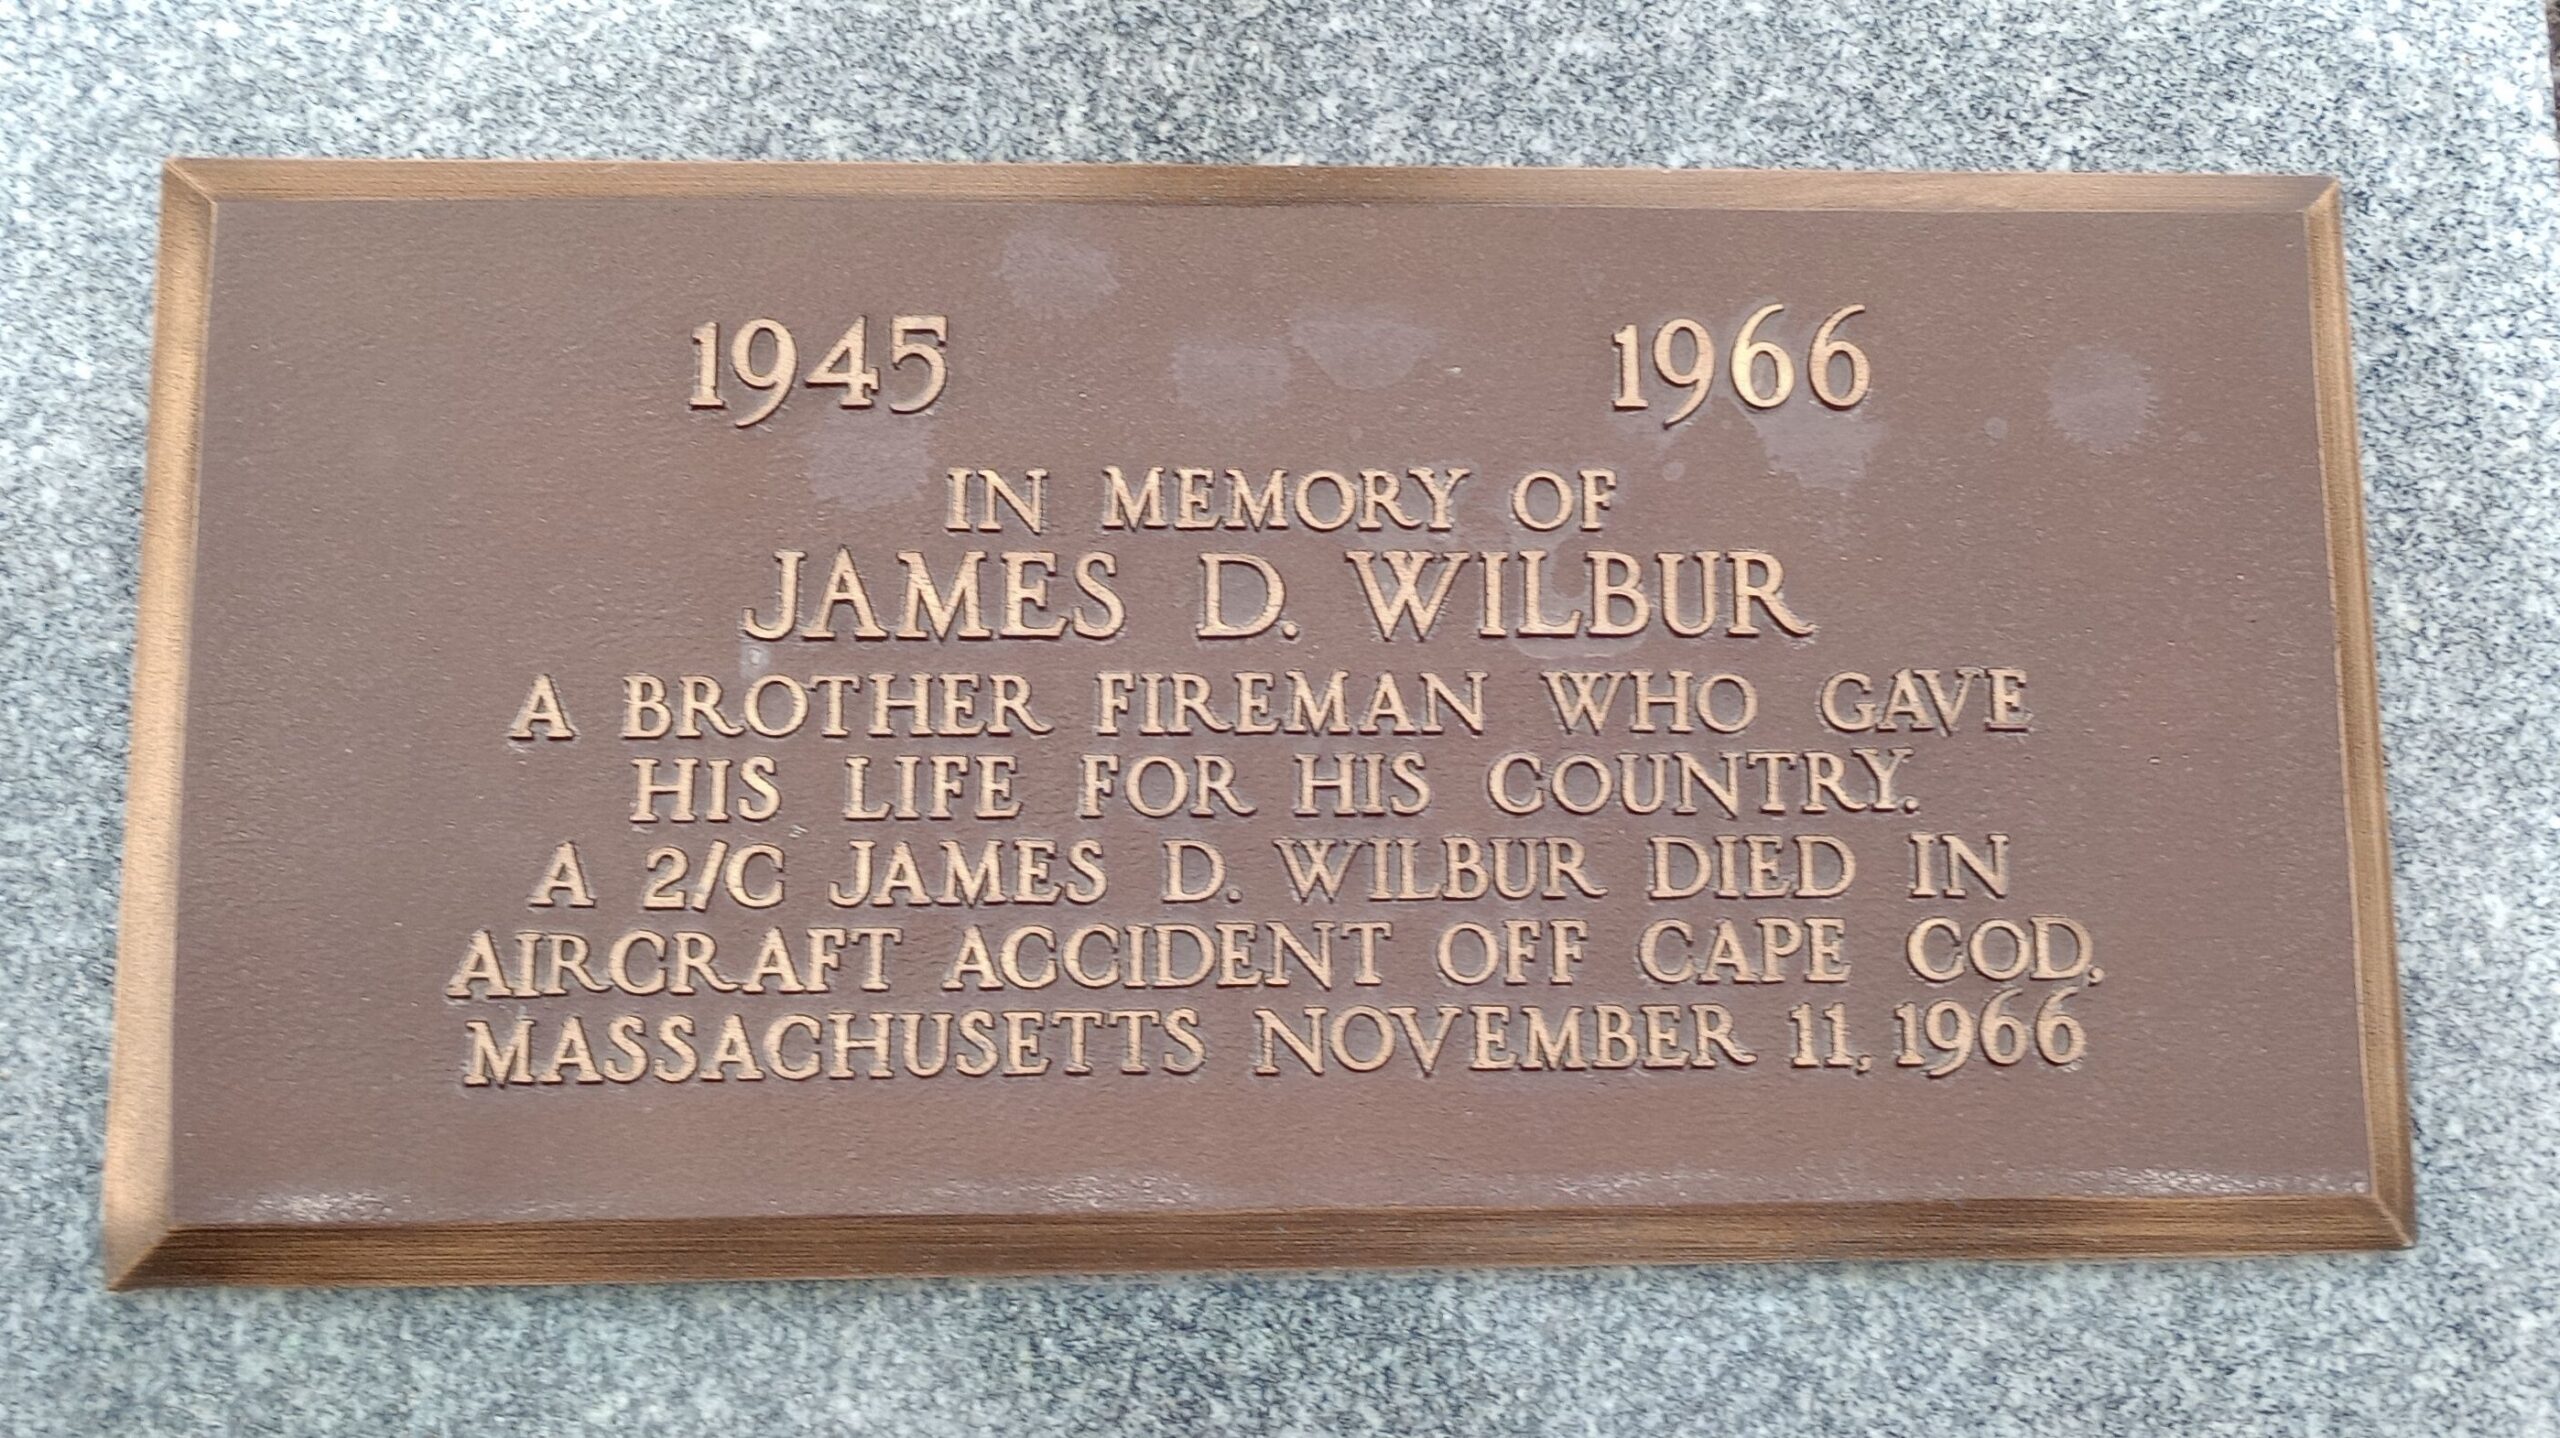 1945 1966
IN MEMORY OF
JAMES D. WILBUR
A BROTHER FIREMAN WHO GAVE
HIS LIFE FOR HIS COUNTRY.
A 2/C JAMES D. WILBUR DIED IN
AIRCRAFT ACCIDENT OFF CAPE COD,
MASSACHUSETTS NOVEMBER 11, 1966